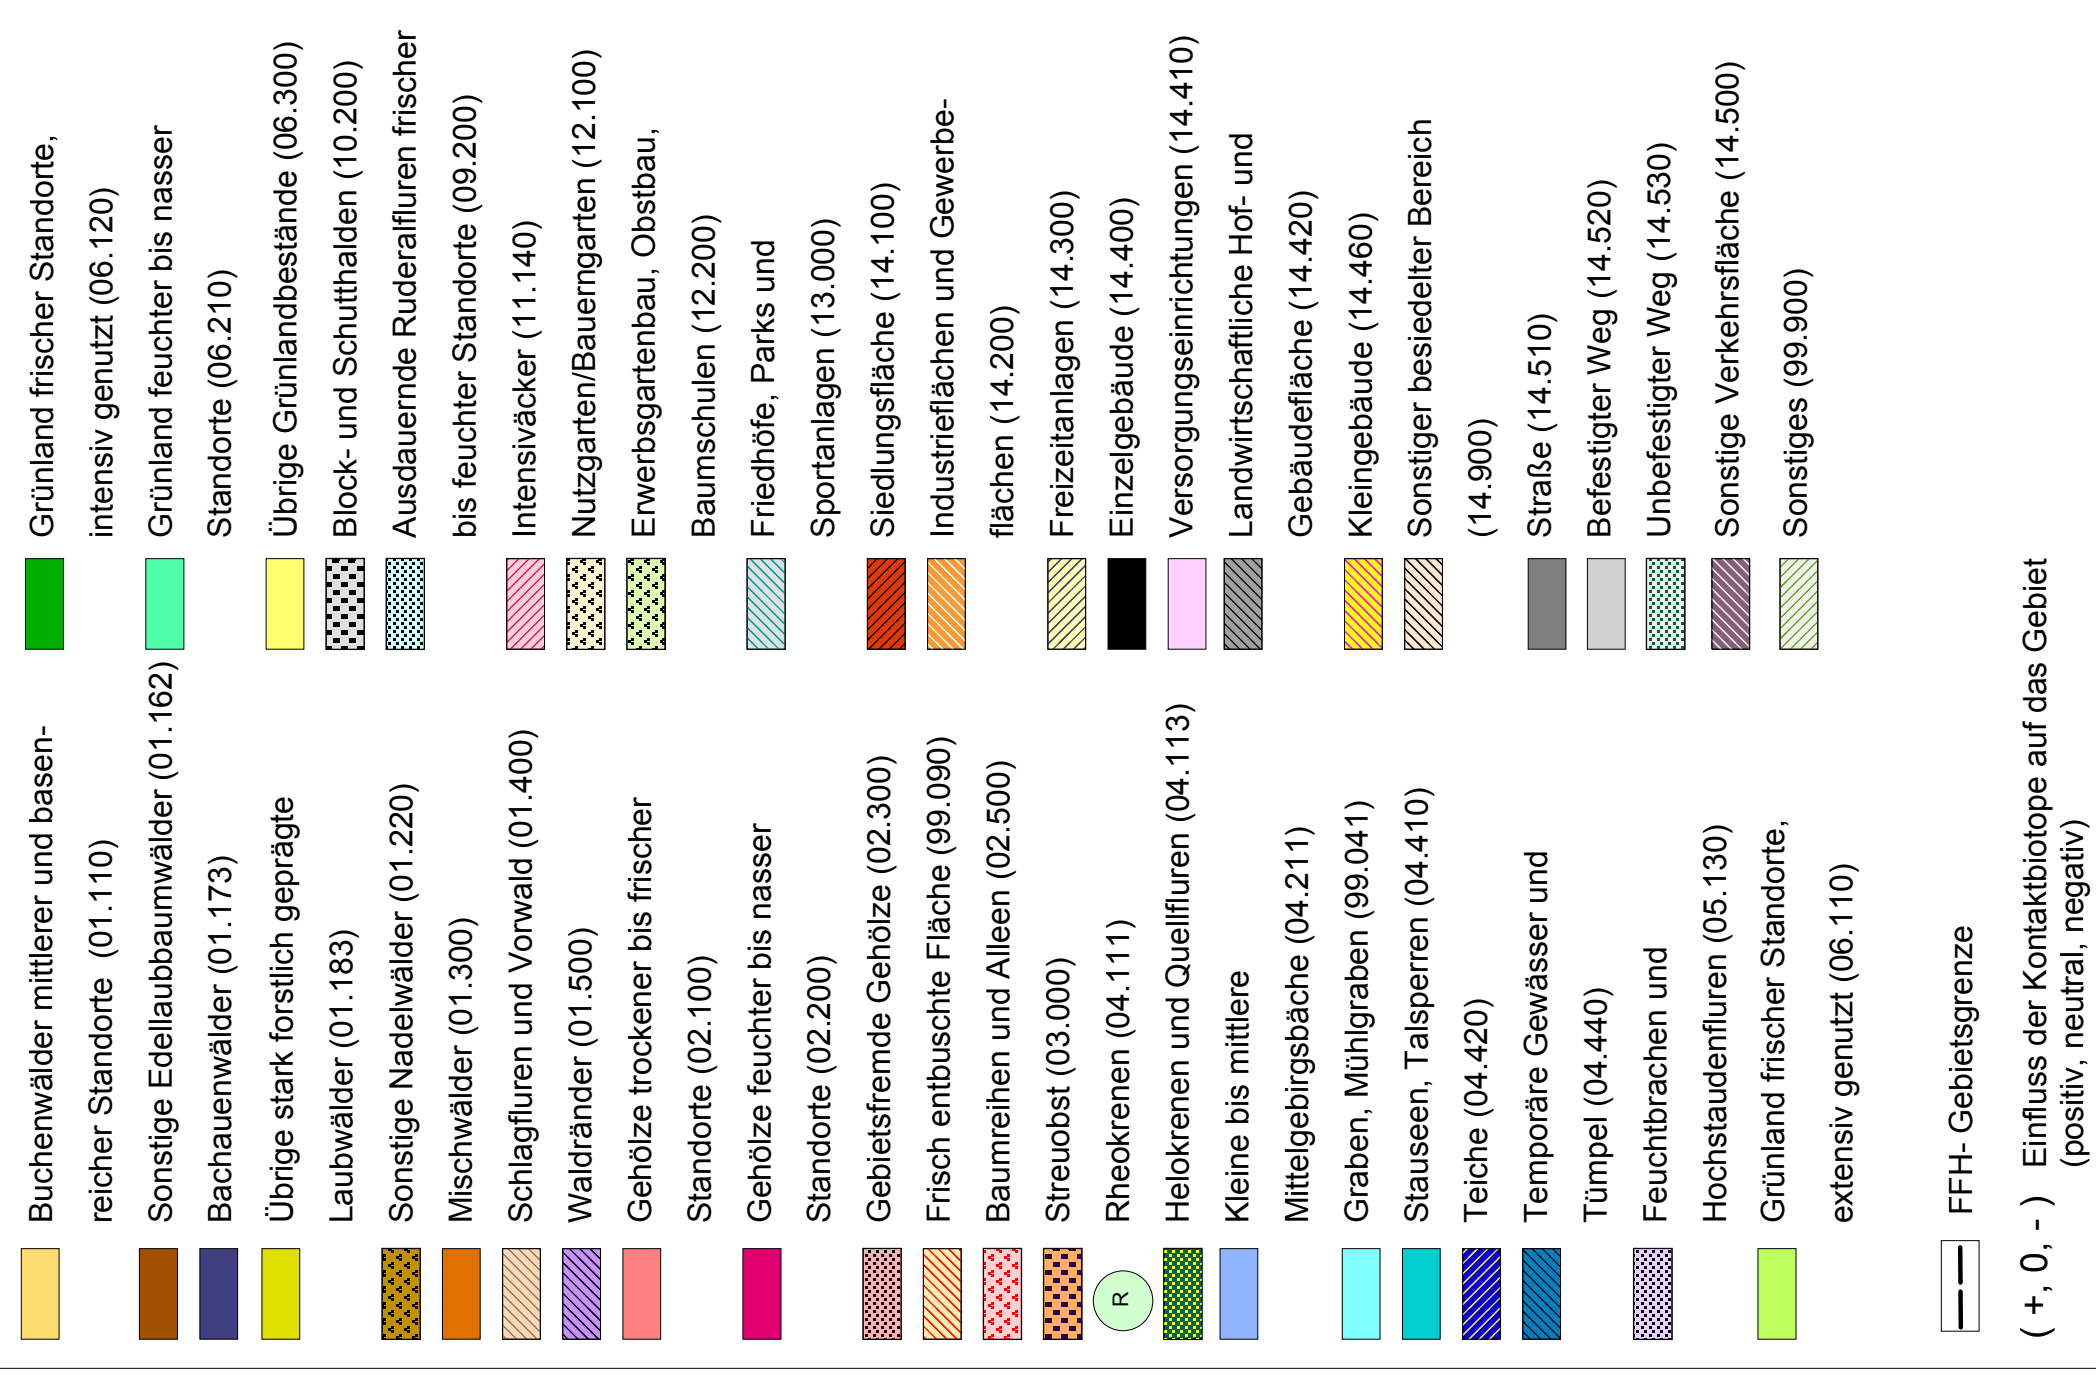 Buchenwälder mittlerer und basen-
reicher Standorte (01.110)
Sonstige Edellaubbaumwälder (01.162)
Bachauenwälder (01.173)
Übrige stark forstlich geprägte
Laubwälder (01.183)
Sonstige Nadelwälder (01.220)
Mischwälder (01.300)
Schlagfluren und Vorwald (01.400)
Waldränder (01.500)
Gehölze trockener bis frischer
Standorte (02.100)
Gehölze feuchter bis nasser
Standorte (02.200)
Gebietsfremde Gehölze (02.300)
Frisch entbuschte Fläche (99.090)
Baumreihen und Alleen (02.500)
Streuobst (03.000)
R Rheokrenen (04.111)
Helokrenen und Quellfluren (04.113)
Kleine bis mittlere
Mittelgebirgsbäche (04.211)
Graben, Mühlgraben (99.041)
Stauseen, Talsperren (04.410)
Teiche (04.420)
Temporäre Gewässer und
Tümpel (04.440)
Feuchtbrachen und
Hochstaudenfluren (05.130)
Grünland frischer Standorte,
extensiv genutzt (06.110)
Grünland frischer Standorte,
intensiv genutzt (06.120)
Grünland feuchter bis nasser
Standorte (06.210)
Übrige Grünlandbestände (06.300)
Block- und Schutthalden (10.200)
Ausdauernde Ruderalfluren frischer
bis feuchter Standorte (09.200)
Intensiväcker (11.140)
Nutzgarten/Bauerngarten (12.100)
Erwerbsgartenbau, Obstbau,
Baumschulen (12.200)
Friedhöfe, Parks und
Sportanlagen (13.000)
Siedlungsfläche (14.100)
Industrieflächen und Gewerbe-
flächen (14.200)
Freizeitanlagen (14.300)
Einzelgebäude (14.400)
Versorgungseinrichtungen (14.410)
Landwirtschaftliche Hof- und
Gebäudefläche (14.420)
Kleingebäude (14.460)
Sonstiger besiedelter Bereich
(14.900)
Straße (14.510)
Befestigter Weg (14.520)
Unbefestigter Weg (14.530)
Sonstige Verkehrsfläche (14.500)
Sonstiges (99.900)
FFH- Gebietsgrenze
( +, 0, - ) Einfluss der Kontaktbiotope auf das Gebiet
(positiv, neutral, negativ)